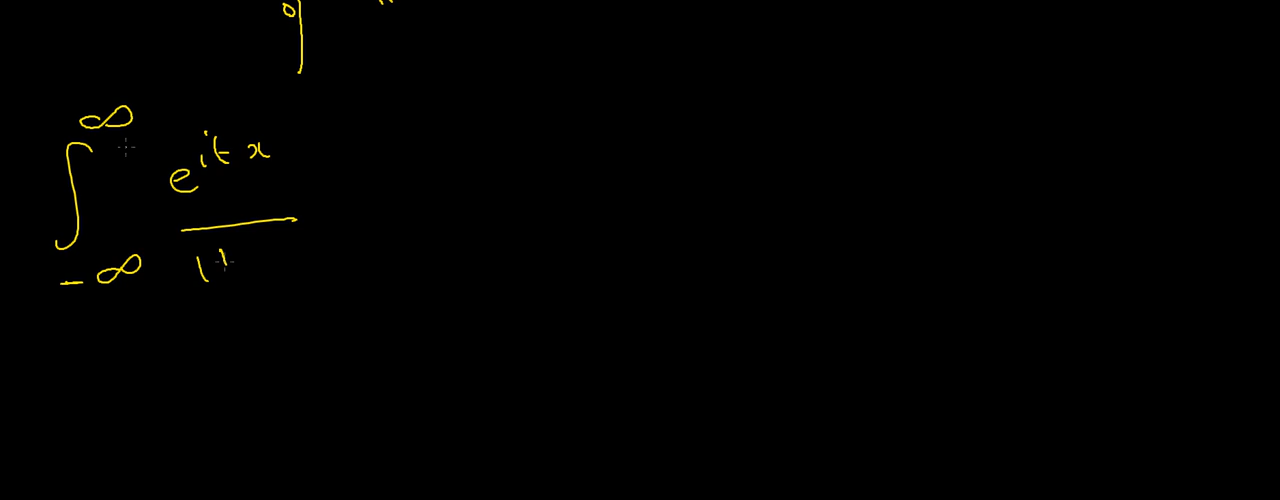 ∞
∫ e^{itx}
-∞ 1